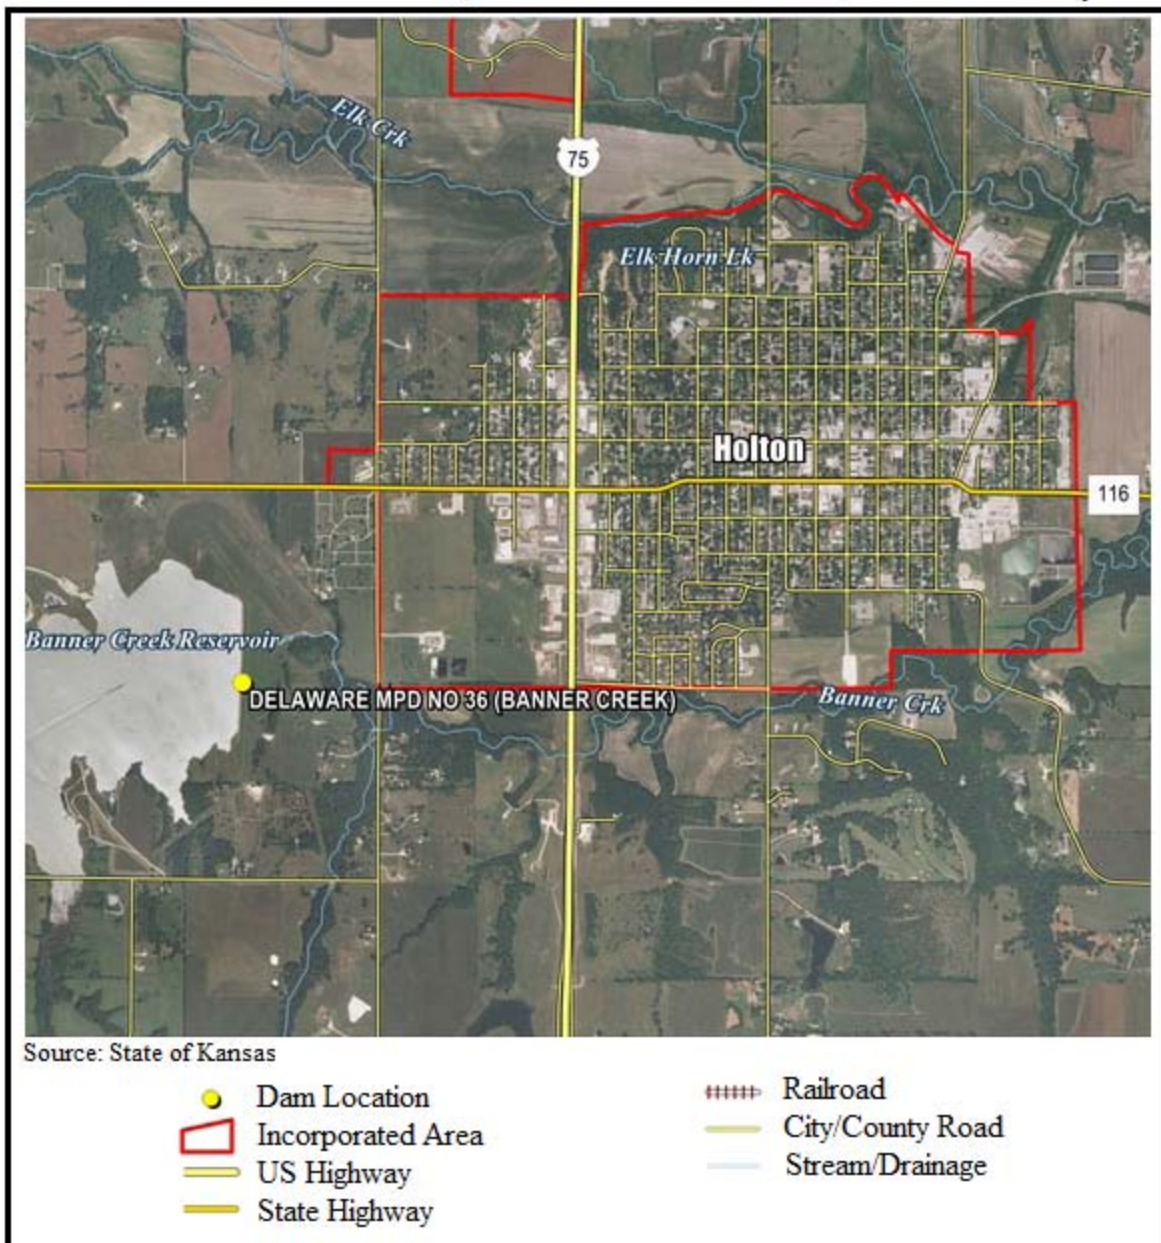 Elk Crk
75
Elk Horn Lk
Holton
116
Banner Creek Reservoir
DELAWARE MPD NO 36 (BANNER CREEK)
Banner Crk
Source: State of Kansas
Dam Location
Incorporated Area
US Highway
State Highway
Railroad
City/County Road
Stream/Drainage